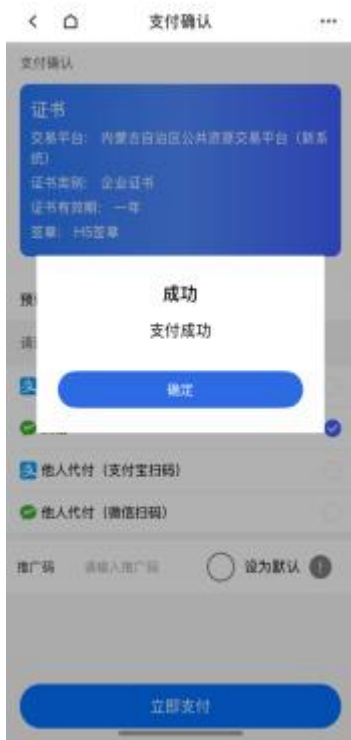 支付确认
支付确认
证书
交易平台： 内蒙古自治区公共资源交易平台（新系
统）
证书类别： 企业证书
证书有效期： 一年
签章： H5签章
预
成功
支付成功
请
确定
他人代付（支付宝扫码）
他人代付（微信扫码）
推广码 请输入推广码 设为默认
立即支付